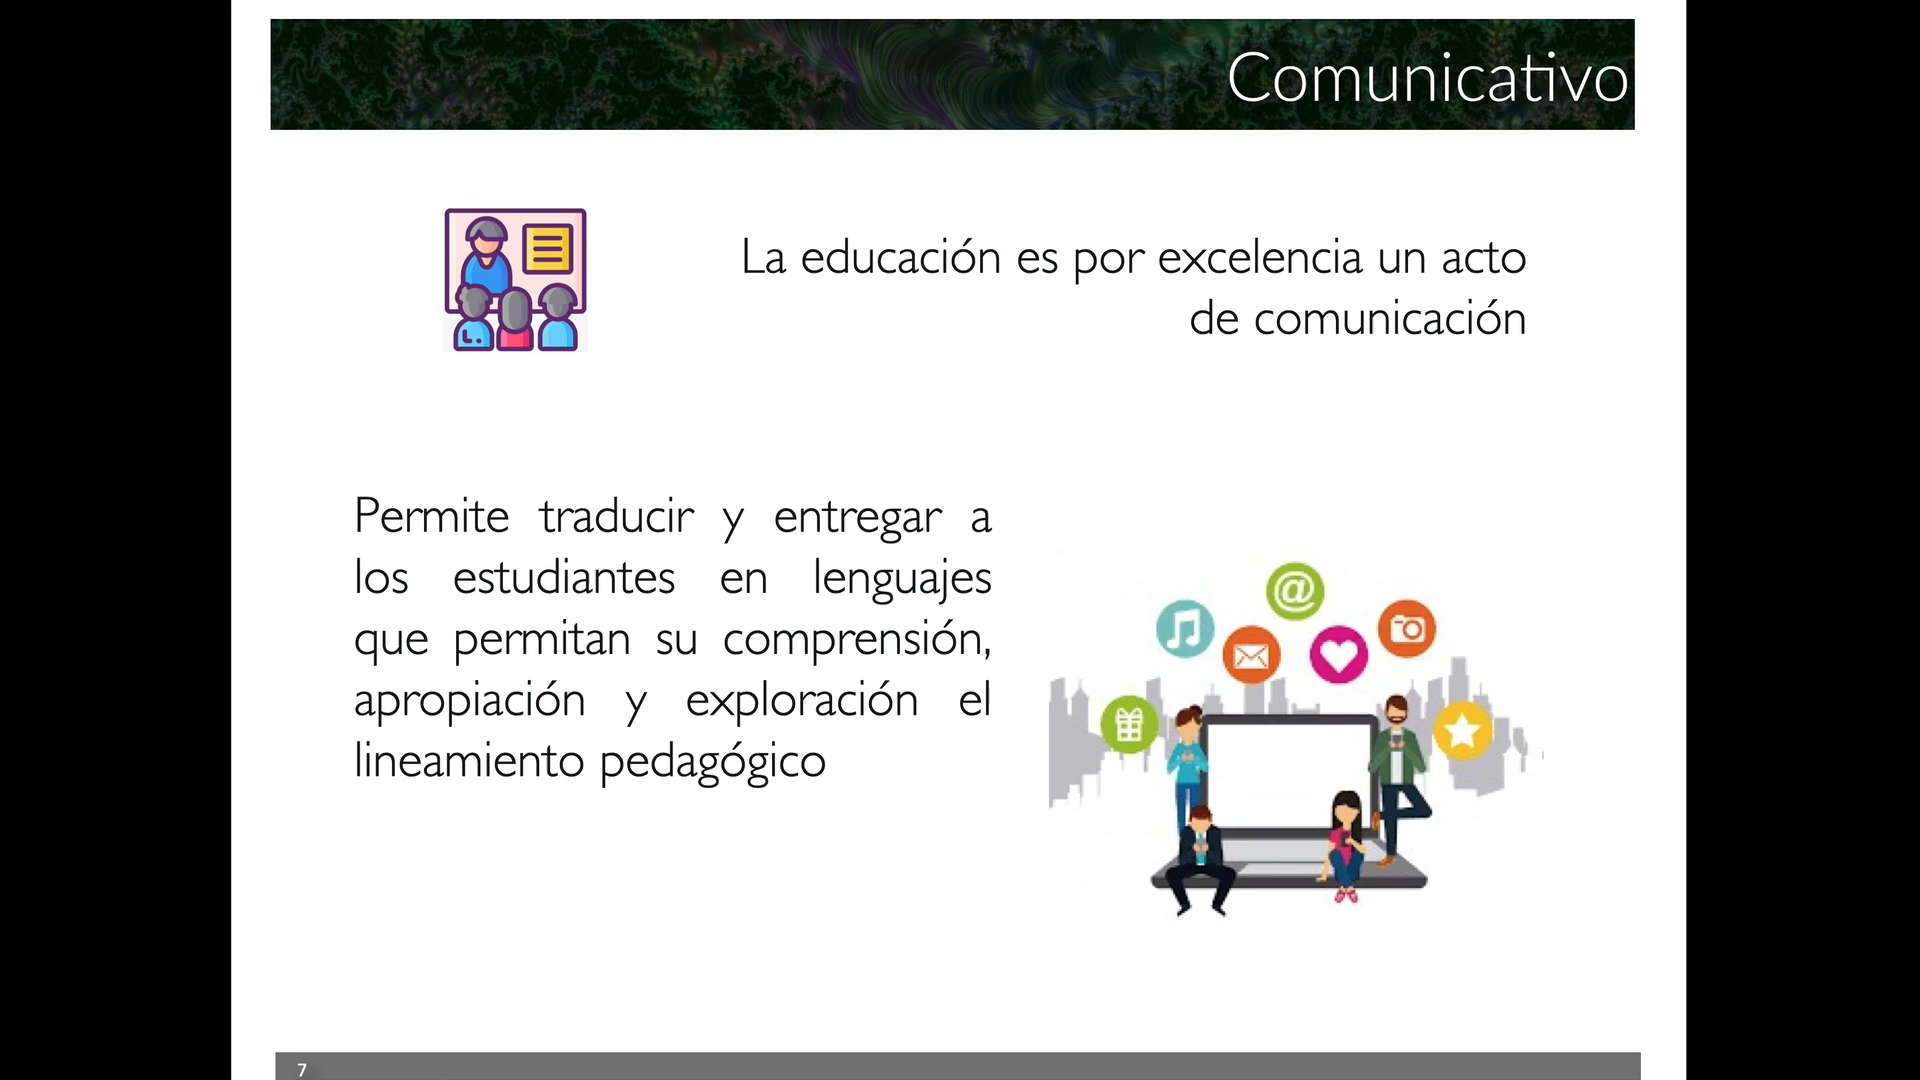 Comunicativo
La educación es por excelencia un acto
de comunicación
Permite traducir y entregar a
los estudiantes en lenguajes
que permitan su comprensión,
apropiación y exploración el
lineamiento pedagógico
@
7